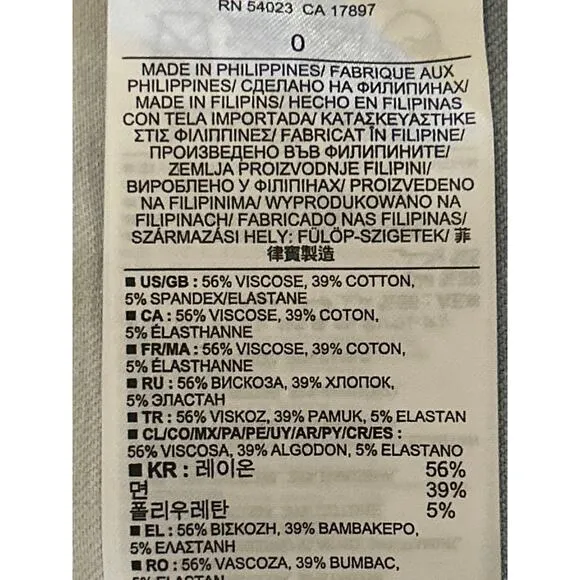 RN 54023 CA 17897
0
MADE IN PHILIPPINES/ FABRIQUE AUX
PHILIPPINES/ СДЕЛАНО НА ФИЛИПИНАХ/
MADE IN FILIPINS/ HECHO EN FILIPINAS
CON TELA IMPORTADA/ ΚΑΤΑΣΚΕΥΑΣΤΗΚΕ
ΣΤΙΣ ΦΙΛΙΠΠΙΝΕΣ/ FABRICAT ÎN FILIPINE/
ПРОИЗВЕДЕНО ВЪВ ФИЛИПИНИТЕ/
ZEMLJA PROIZVODNJE FILIPINI/
ВИРОБЛЕНО У ФІЛІПІНАХ/ PROIZVEDENO
NA FILIPINIMA/ WYPRODUKOWANO NA
FILIPINACH/ FABRICADO NAS FILIPINAS/
SZÁRMAZÁSI HELY: FÜLÖP-SZIGETEK/ 菲
律賓製造
■ US/GB : 56% VISCOSE, 39% COTTON,
5% SPANDEX/ELASTANE
■ CA : 56% VISCOSE, 39% COTON,
5% ÉLASTHANNE
■ FR/MA : 56% VISCOSE, 39% COTON,
5% ÉLASTHANNE
■ RU : 56% ВИСКОЗА, 39% ХЛОПОК,
5% ЭЛАСТАН
■ TR : 56% VISKOZ, 39% PAMUK, 5% ELASTAN
■ CL/CO/MX/PA/PE/UY/AR/PY/CR/ES :
56% VISCOSA, 39% ALGODON, 5% ELASTANO
■ KR : 레이온 56%
면 39%
폴리우레탄 5%
■ EL : 56% ΒΙΣΚΟΖΗ, 39% ΒΑΜΒΑΚΕΡΟ,
5% ΕΛΑΣΤΑΝΗ
■ RO : 56% VASCOZA, 39% BUMBAC,
5% ELASTAN